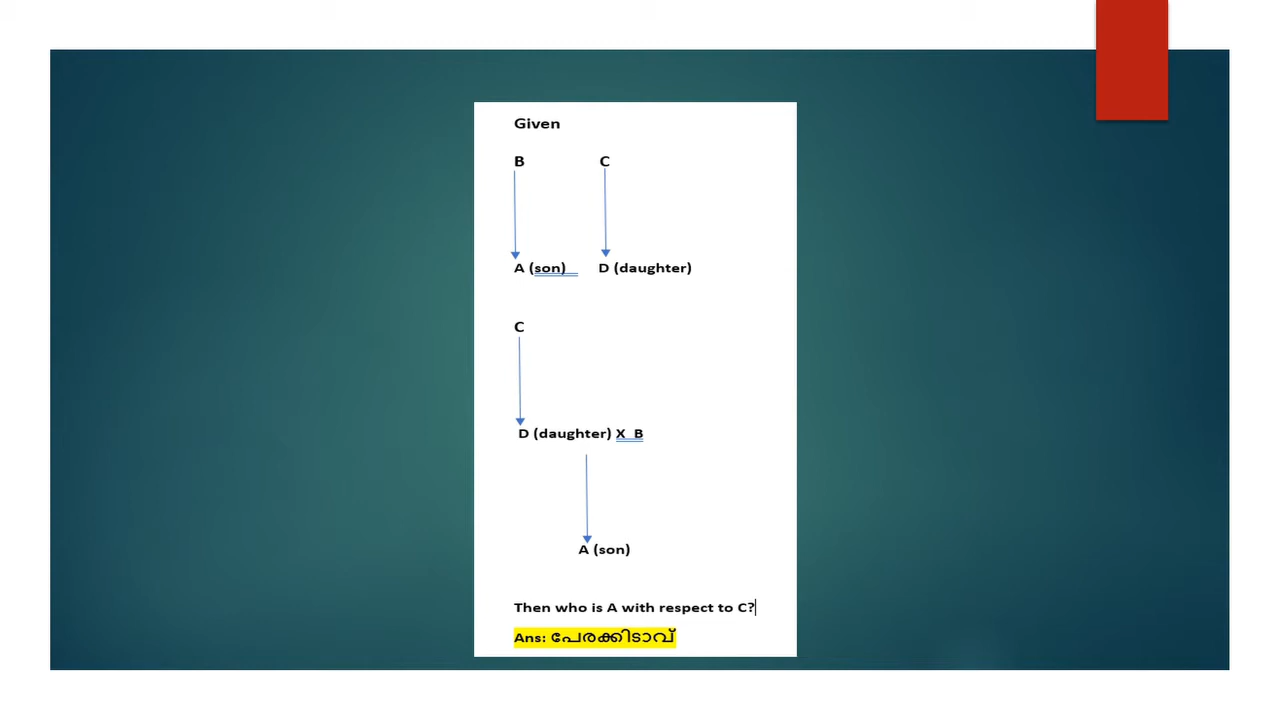 Given
B C
A (son) D (daughter)
C
D (daughter) X B
A (son)
Then who is A with respect to C?
Ans: പേരക്കിടാവ്